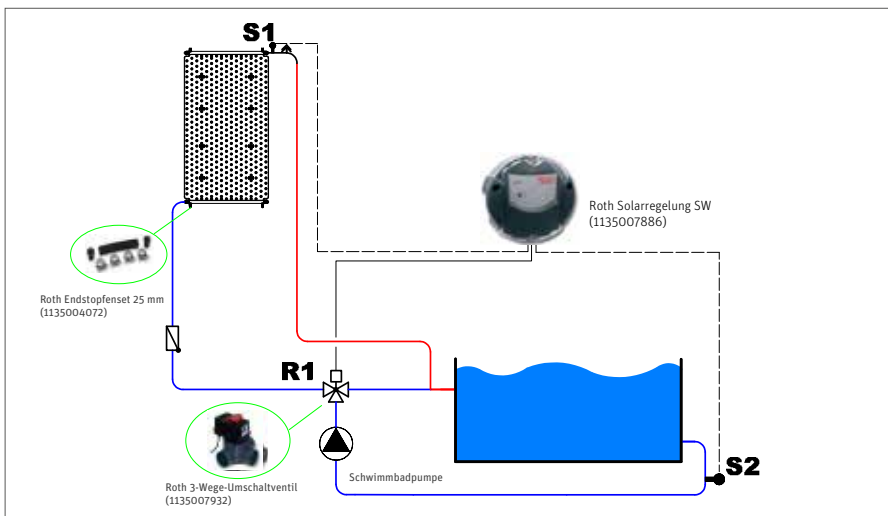 S1
Roth Solarregelung SW
(1135007886)
Roth Endstopfenset 25 mm
(1135004072)
R1
Roth 3-Wege-Umschaltventil
(1135007932)
Schwimmbadpumpe
S2